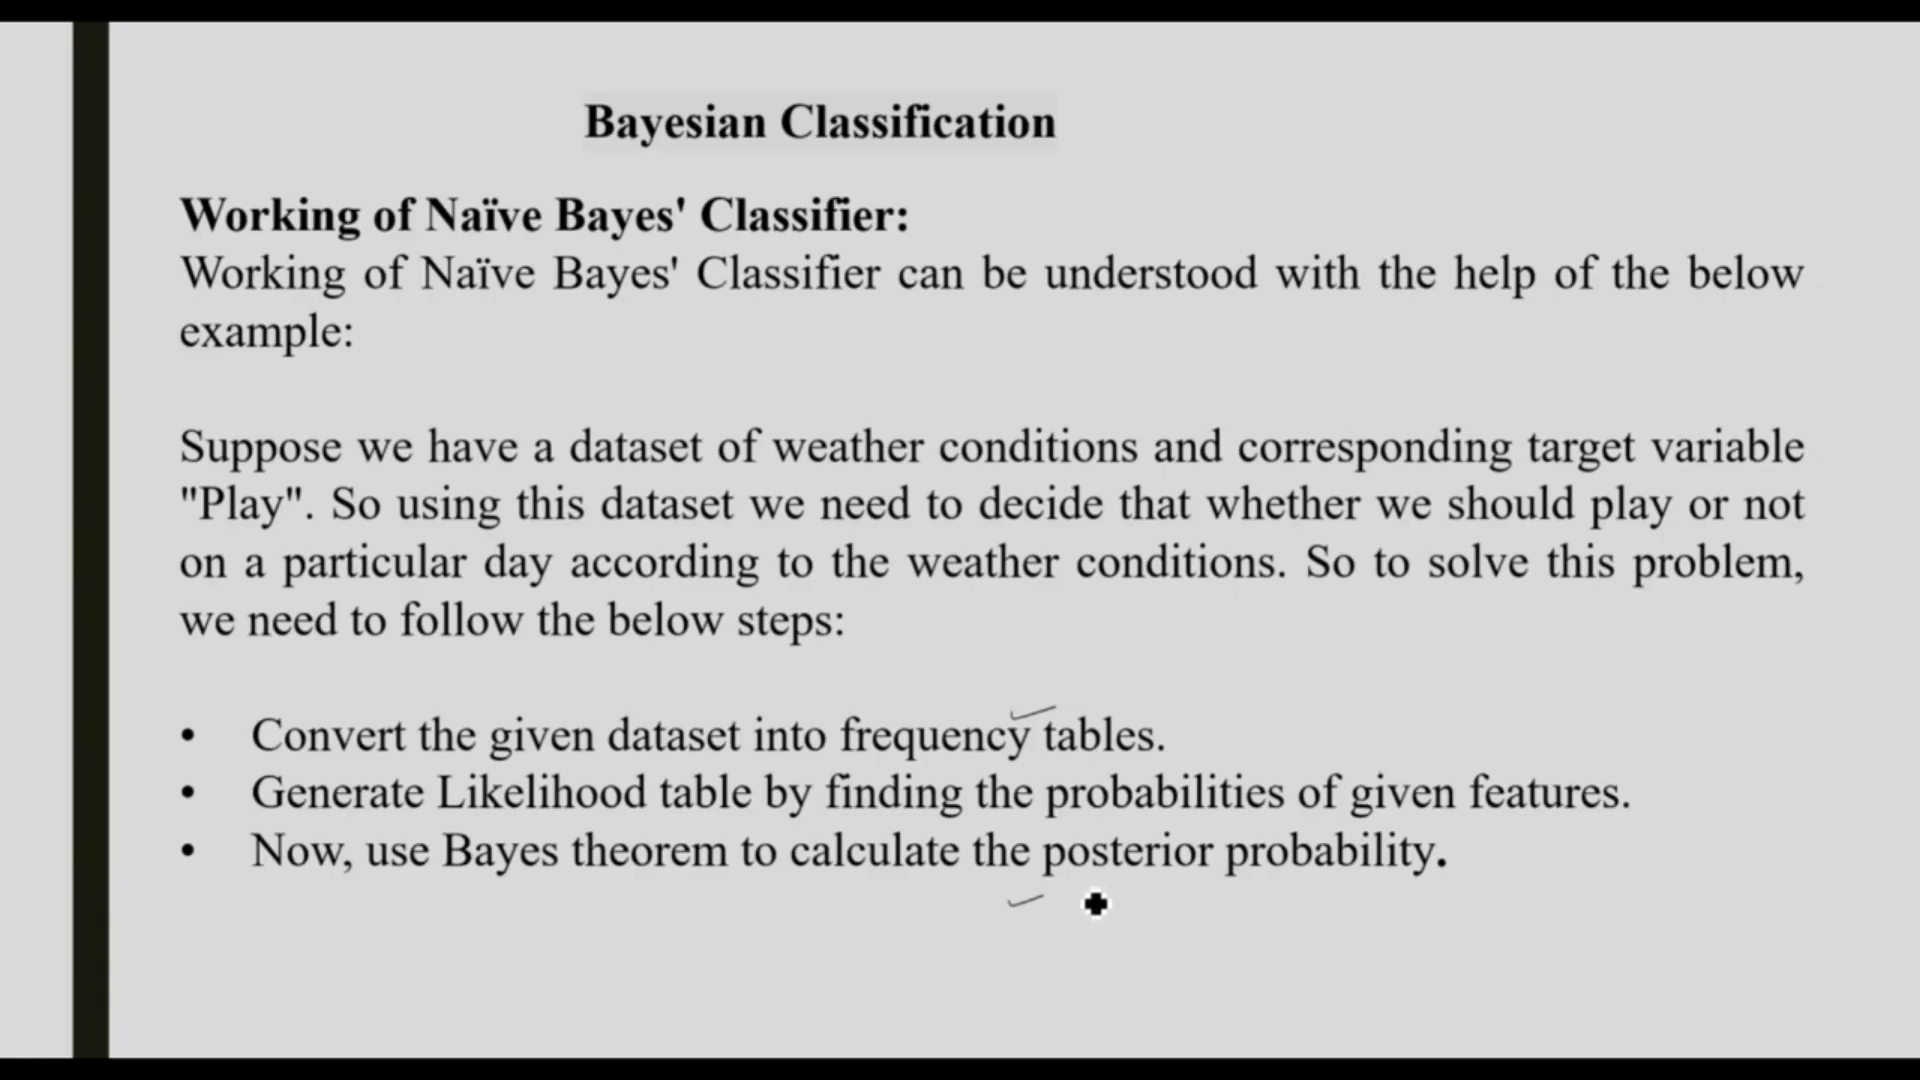 Bayesian Classification
Working of Naïve Bayes' Classifier:
Working of Naïve Bayes' Classifier can be understood with the help of the below
example:
Suppose we have a dataset of weather conditions and corresponding target variable
"Play". So using this dataset we need to decide that whether we should play or not
on a particular day according to the weather conditions. So to solve this problem,
we need to follow the below steps:
• Convert the given dataset into frequency tables.
• Generate Likelihood table by finding the probabilities of given features.
• Now, use Bayes theorem to calculate the posterior probability.